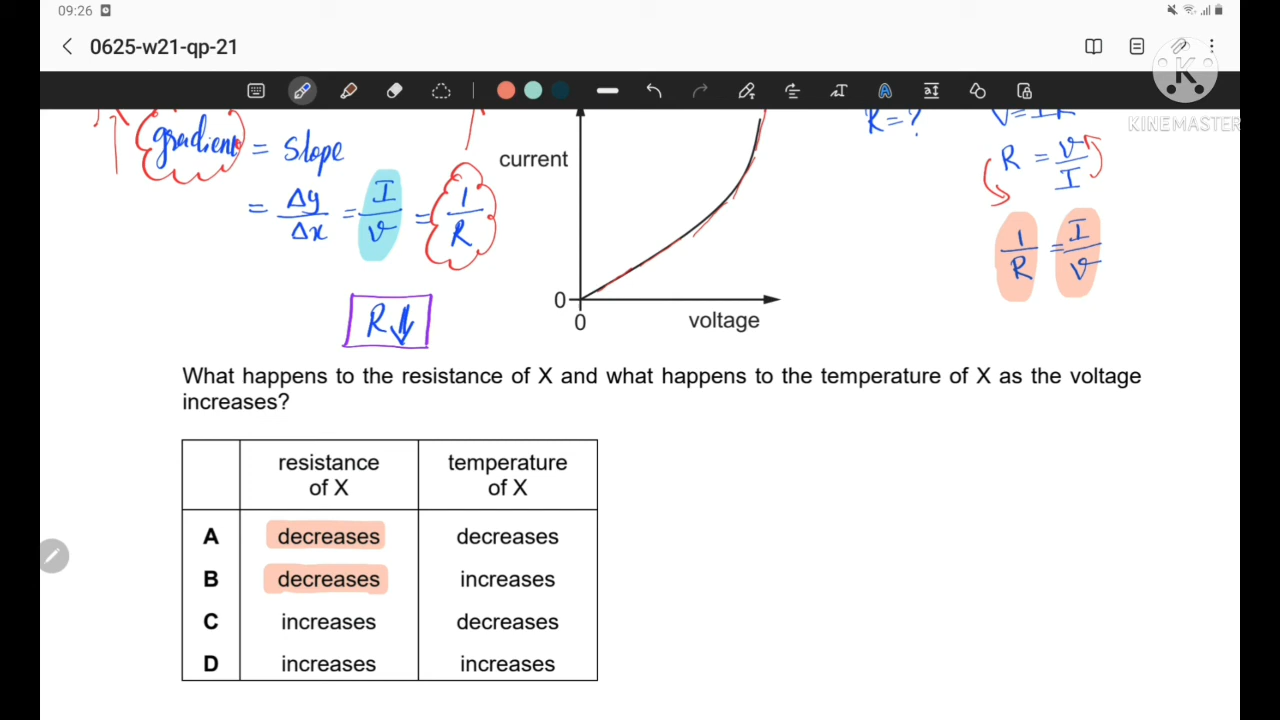 09:26
0625-w21-qp-21
K
KINEMASTER
gradient = Slope
= Δy/Δx = I/V = 1/R
R↓
current
0
0
voltage
R=?
V=IR
R = V/I
1/R = I/V
What happens to the resistance of X and what happens to the temperature of X as the voltage
increases?
resistance of X
temperature of X
A decreases decreases
B decreases increases
C increases decreases
D increases increases